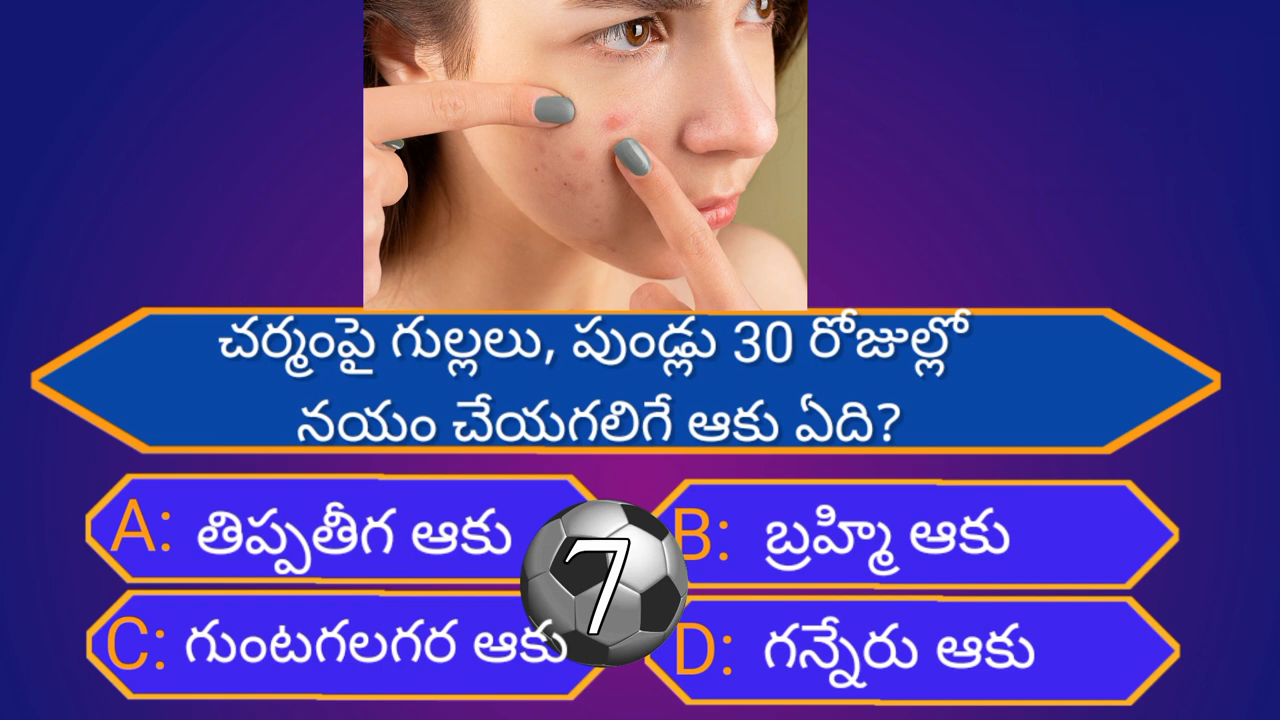 చర్మంపై గుల్లలు, పుండ్లు 30 రోజుల్లో
నయం చేయగలిగే ఆకు ఏది?
A: తిప్పతీగ ఆకు
B: బ్రహ్మి ఆకు
7
C: గుంటగలగర ఆకు
D: గన్నేరు ఆకు